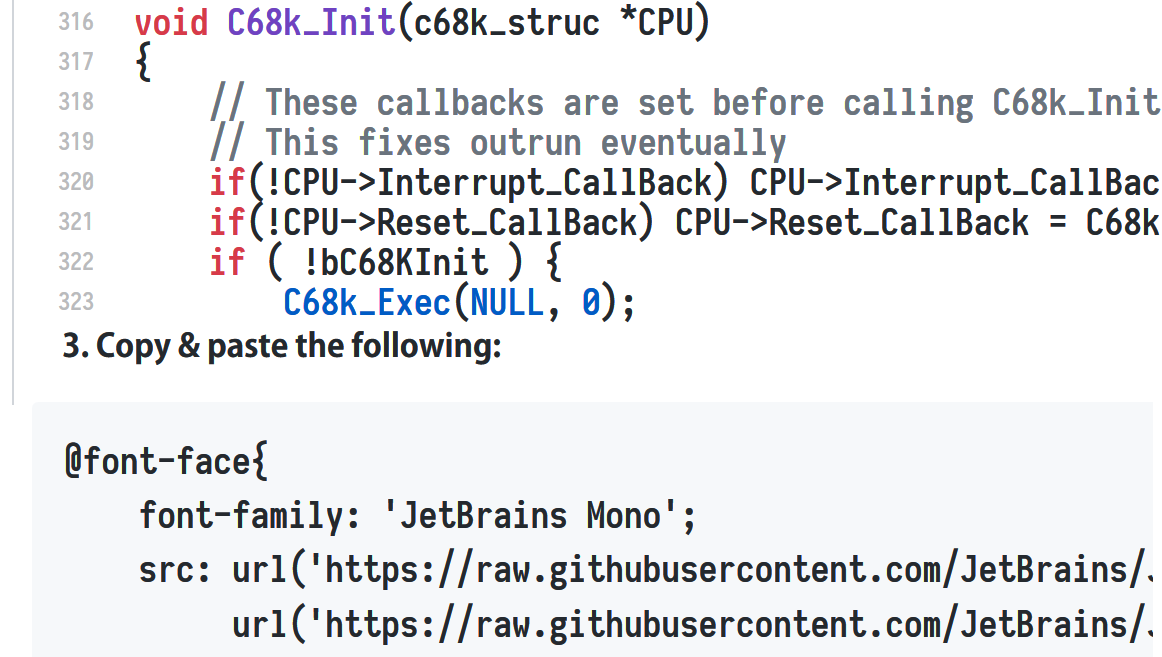 316 void C68k_Init(c68k_struc *CPU)
317 {
318 // These callbacks are set before calling C68k_Init
319 // This fixes outrun eventually
320 if(!CPU->Interrupt_CallBack) CPU->Interrupt_CallBac
321 if(!CPU->Reset_CallBack) CPU->Reset_CallBack = C68k
322 if ( !bC68KInit ) {
323 C68k_Exec(NULL, 0);
3. Copy & paste the following:
@font-face{
font-family: 'JetBrains Mono';
src: url('https://raw.githubusercontent.com/JetBrains/
url('https://raw.githubusercontent.com/JetBrains/